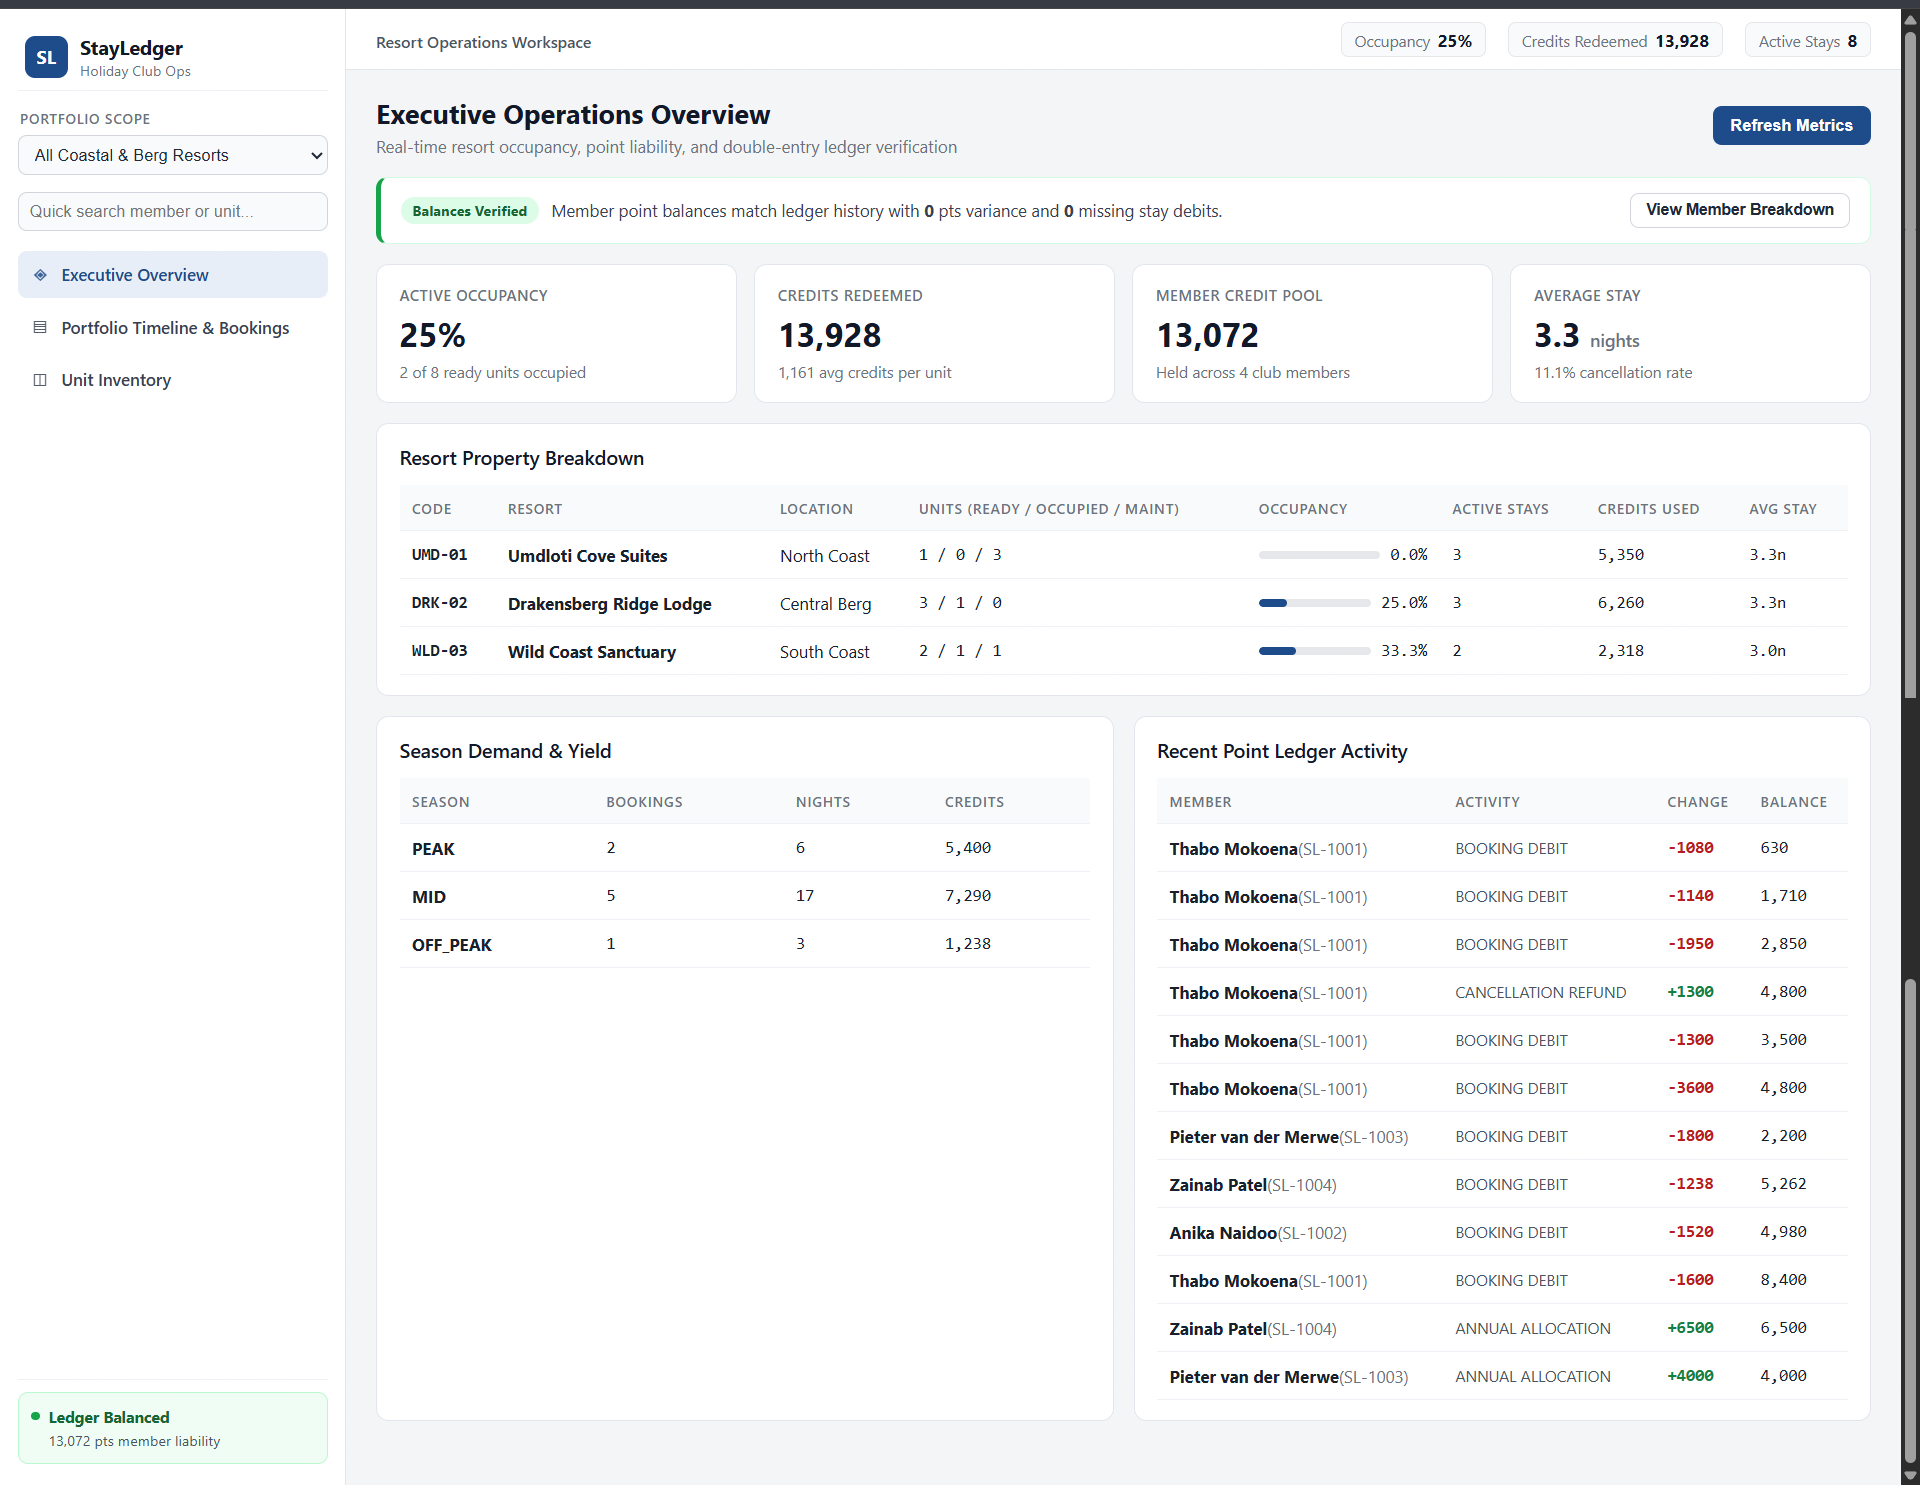 SL
StayLedger
Holiday Club Ops
PORTFOLIO SCOPE
All Coastal & Berg Resorts
Quick search member or unit...
Executive Overview
Portfolio Timeline & Bookings
Unit Inventory
Ledger Balanced
13,072 pts member liability
Resort Operations Workspace
Occupancy 25%
Credits Redeemed 13,928
Active Stays 8
Executive Operations Overview
Real-time resort occupancy, point liability, and double-entry ledger verification
Refresh Metrics
Balances Verified Member point balances match ledger history with 0 pts variance and 0 missing stay debits.
View Member Breakdown
ACTIVE OCCUPANCY
25%
2 of 8 ready units occupied
CREDITS REDEEMED
13,928
1,161 avg credits per unit
MEMBER CREDIT POOL
13,072
Held across 4 club members
AVERAGE STAY
3.3 nights
11.1% cancellation rate
Resort Property Breakdown
CODE RESORT LOCATION UNITS (READY / OCCUPIED / MAINT) OCCUPANCY ACTIVE STAYS CREDITS USED AVG STAY
UMD-01 Umdloti Cove Suites North Coast 1 / 0 / 3 0.0% 3 5,350 3.3n
DRK-02 Drakensberg Ridge Lodge Central Berg 3 / 1 / 0 25.0% 3 6,260 3.3n
WLD-03 Wild Coast Sanctuary South Coast 2 / 1 / 1 33.3% 2 2,318 3.0n
Season Demand & Yield
SEASON BOOKINGS NIGHTS CREDITS
PEAK 2 6 5,400
MID 5 17 7,290
OFF_PEAK 1 3 1,238
Recent Point Ledger Activity
MEMBER ACTIVITY CHANGE BALANCE
Thabo Mokoena(SL-1001) BOOKING DEBIT -1080 630
Thabo Mokoena(SL-1001) BOOKING DEBIT -1140 1,710
Thabo Mokoena(SL-1001) BOOKING DEBIT -1950 2,850
Thabo Mokoena(SL-1001) CANCELLATION REFUND +1300 4,800
Thabo Mokoena(SL-1001) BOOKING DEBIT -1300 3,500
Thabo Mokoena(SL-1001) BOOKING DEBIT -3600 4,800
Pieter van der Merwe(SL-1003) BOOKING DEBIT -1800 2,200
Zainab Patel(SL-1004) BOOKING DEBIT -1238 5,262
Anika Naidoo(SL-1002) BOOKING DEBIT -1520 4,980
Thabo Mokoena(SL-1001) BOOKING DEBIT -1600 8,400
Zainab Patel(SL-1004) ANNUAL ALLOCATION +6500 6,500
Pieter van der Merwe(SL-1003) ANNUAL ALLOCATION +4000 4,000